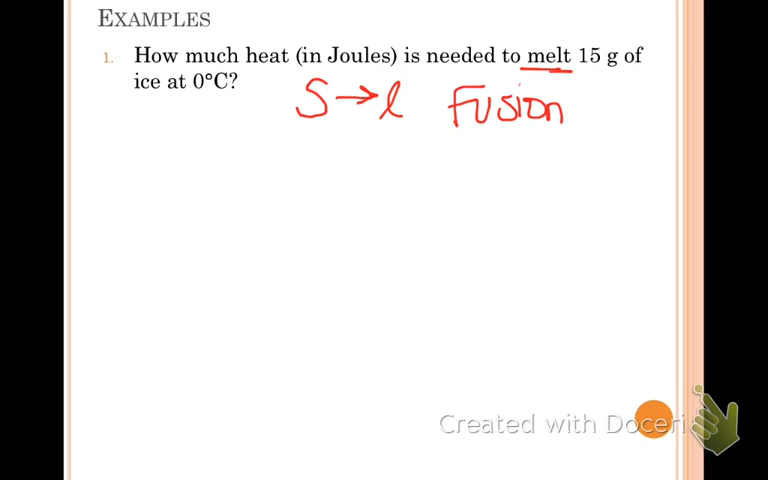 EXAMPLES
1. How much heat (in Joules) is needed to melt 15 g of
ice at 0°C?
S → l Fusion
Created with Doceri